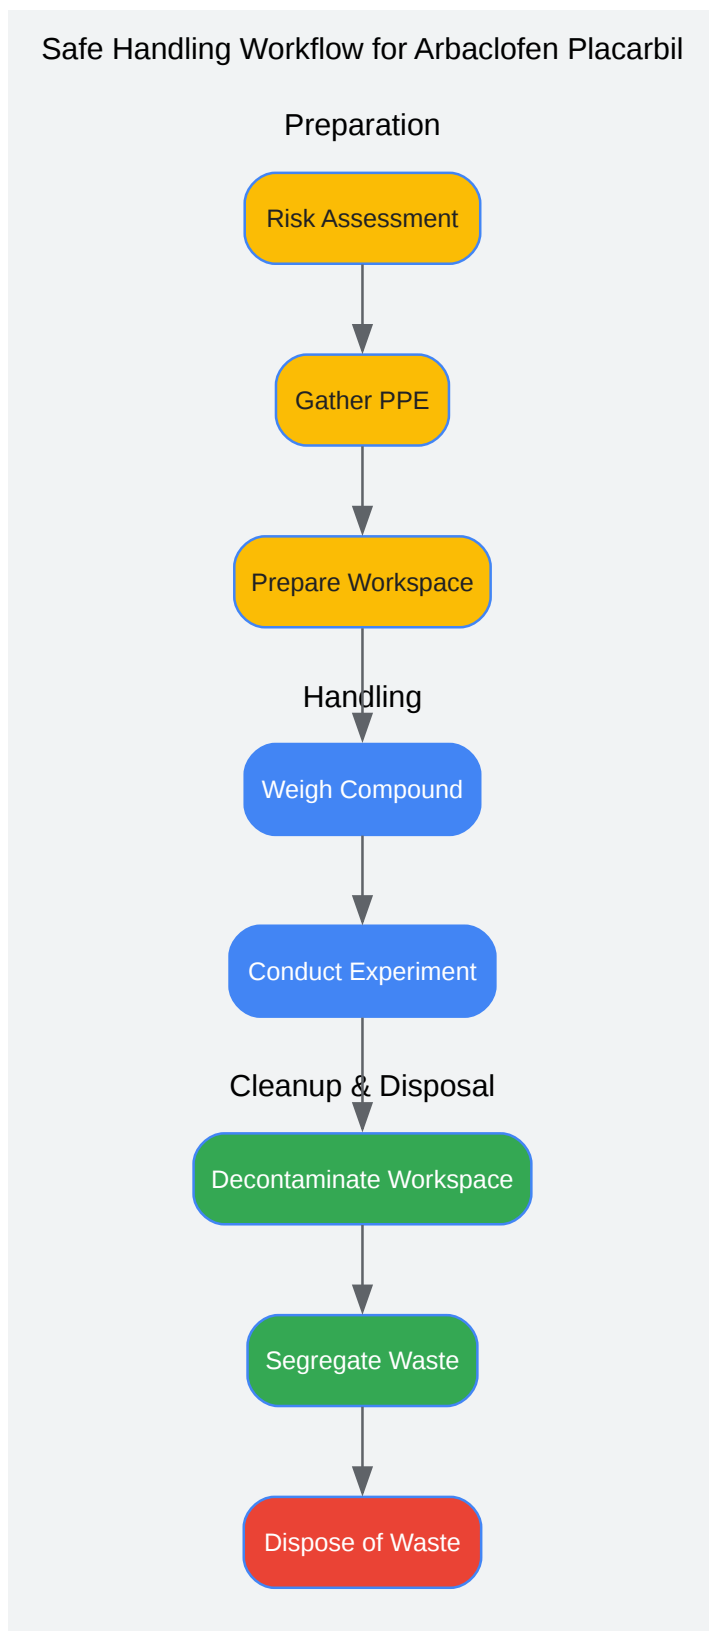 Safe Handling Workflow for Arbaclofen Placarbil
Preparation
Risk Assessment
Gather PPE
Prepare Workspace
Handling
Weigh Compound
Conduct Experiment
Cleanup & Disposal
Decontaminate Workspace
Segregate Waste
Dispose of Waste